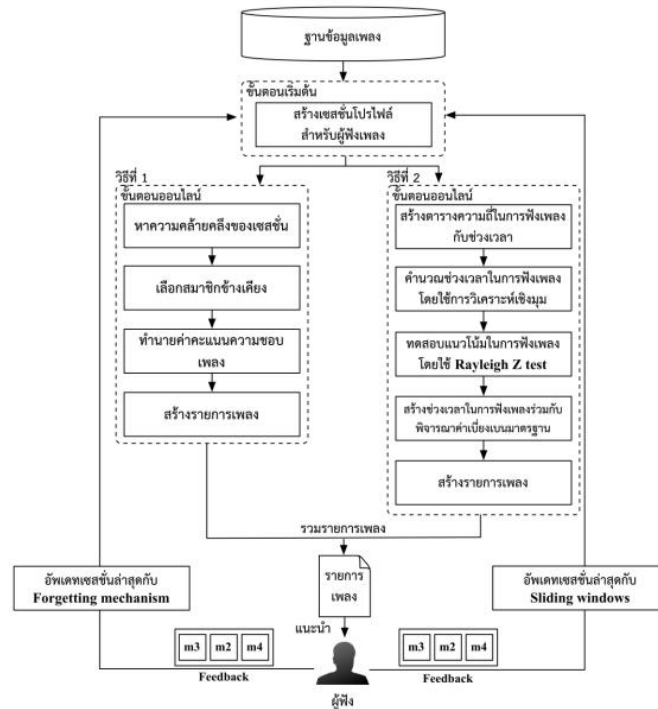 ฐานข้อมูลเพลง
ขั้นตอนเริ่มต้น
สร้างเซสชั่นโปรไฟล์
สำหรับผู้ฟังเพลง
วิธีที่ 1
ขั้นตอนออนไลน์
หาความคล้ายคลึงของเซสชั่น
เลือกสมาชิกข้างเคียง
ทำนายค่าคะแนนความชอบ
เพลง
สร้างรายการเพลง
วิธีที่ 2
ขั้นตอนออนไลน์
สร้างตารางความถี่ในการฟังเพลง
กับช่วงเวลา
คำนวณช่วงเวลาในการฟังเพลง
โดยใช้การวิเคราะห์เชิงมุม
ทดสอบแนวโน้มในการฟังเพลง
โดยใช้ Rayleigh Z test
สร้างช่วงเวลาในการฟังเพลงร่วมกับ
พิจารณาค่าเบี่ยงเบนมาตรฐาน
สร้างรายการเพลง
รวมรายการเพลง
อัพเดทเซสชั่นล่าสุดกับ
Forgetting mechanism
รายการ
เพลง
อัพเดทเซสชั่นล่าสุดกับ
Sliding windows
แนะนำ
m3 m2 m4
Feedback
m3 m2 m4
Feedback
ผู้ฟัง